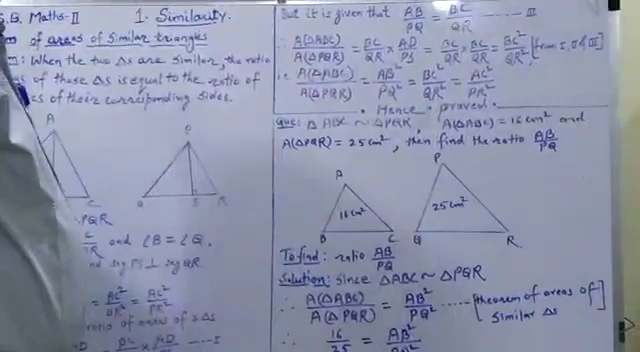 S.B. Maths-II 1. Similarity.
of areas of similar triangles
: When the two Δs are similar, the ratio
of those Δs is equal to the ratio of
of their corresponding sides.
A
C
P
Q S R
PQR
and ∠B = ∠Q,
seg PS ⊥ seg QR
= BC²/QR² = AC²/PR²
ratio of areas of 2 Δs
But it is given that AB/PQ = BC/QR ------- III
∴ A(ΔABC)/A(ΔPQR) = BC/QR × AD/PS = BC/QR × BC/QR = BC²/QR² [from I, II & III]
i.e A(ΔABC)/A(ΔPQR) = AB²/PQ² = BC²/QR² = AC²/PR²
Hence proved.
Que: Δ ABC ~ ΔPQR, A(ΔABC) = 16 cm² and
A(ΔPQR) = 25 cm², then find the ratio AB/PQ
A
16 cm²
B C
P
25 cm²
Q R
To find: ratio AB/PQ
Solution: Since ΔABC ~ ΔPQR
∴ A(ΔABC)/A(ΔPQR) = AB²/PQ² ----- [theorem of areas of similar Δs]
∴ 16/25 = AB²/PQ²